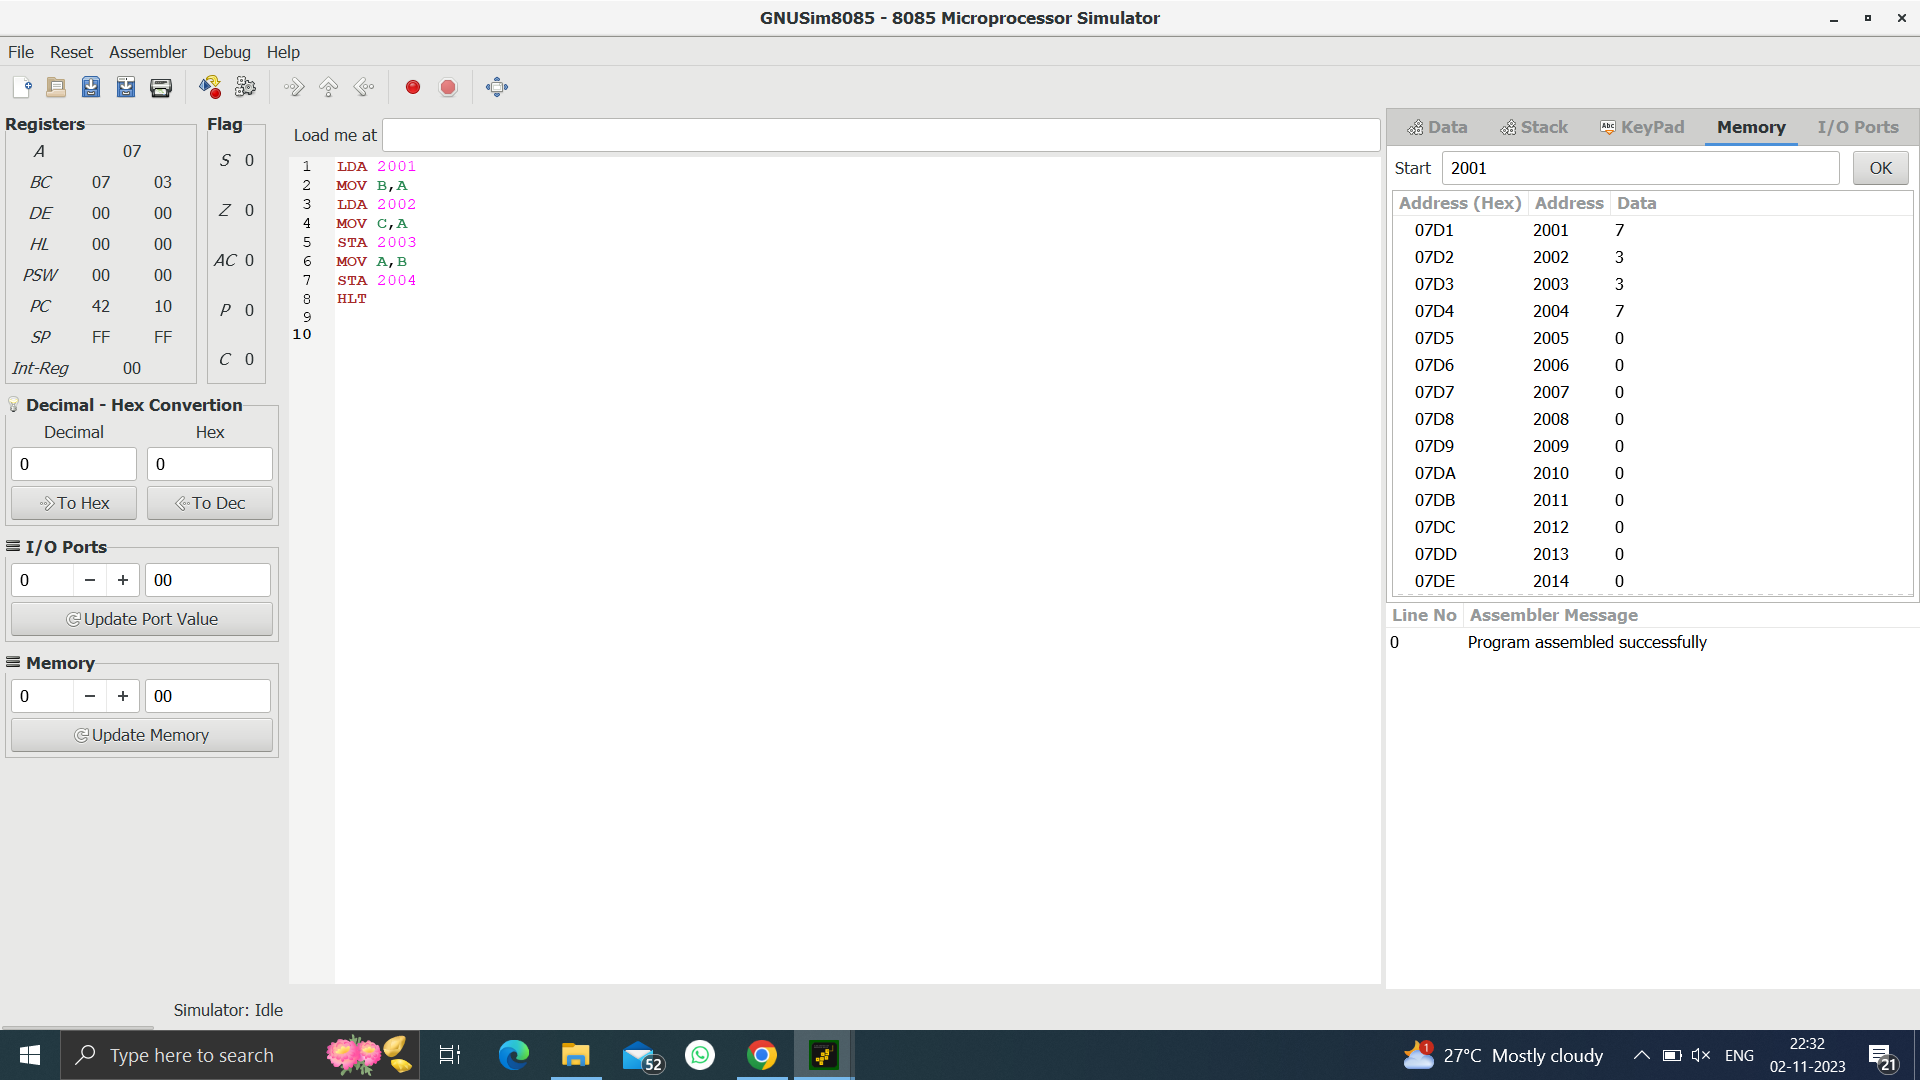 GNUSim8085 - 8085 Microprocessor Simulator
File Reset Assembler Debug Help
Registers
A 07
BC 07 03
DE 00 00
HL 00 00
PSW 00 00
PC 42 10
SP FF FF
Int-Reg 00
Flag
S 0
Z 0
AC 0
P 0
C 0
Decimal - Hex Convertion
Decimal Hex
0 0
To Hex To Dec
I/O Ports
0 − + 00
Update Port Value
Memory
0 − + 00
Update Memory
Load me at
1 LDA 2001
2 MOV B,A
3 LDA 2002
4 MOV C,A
5 STA 2003
6 MOV A,B
7 STA 2004
8 HLT
9
10
Data Stack Abc KeyPad Memory I/O Ports
Start 2001 OK
Address (Hex) Address Data
07D1 2001 7
07D2 2002 3
07D3 2003 3
07D4 2004 7
07D5 2005 0
07D6 2006 0
07D7 2007 0
07D8 2008 0
07D9 2009 0
07DA 2010 0
07DB 2011 0
07DC 2012 0
07DD 2013 0
07DE 2014 0
Line No Assembler Message
0 Program assembled successfully
Simulator: Idle
Type here to search
52
1 27°C Mostly cloudy
ENG
22:32
02-11-2023
21